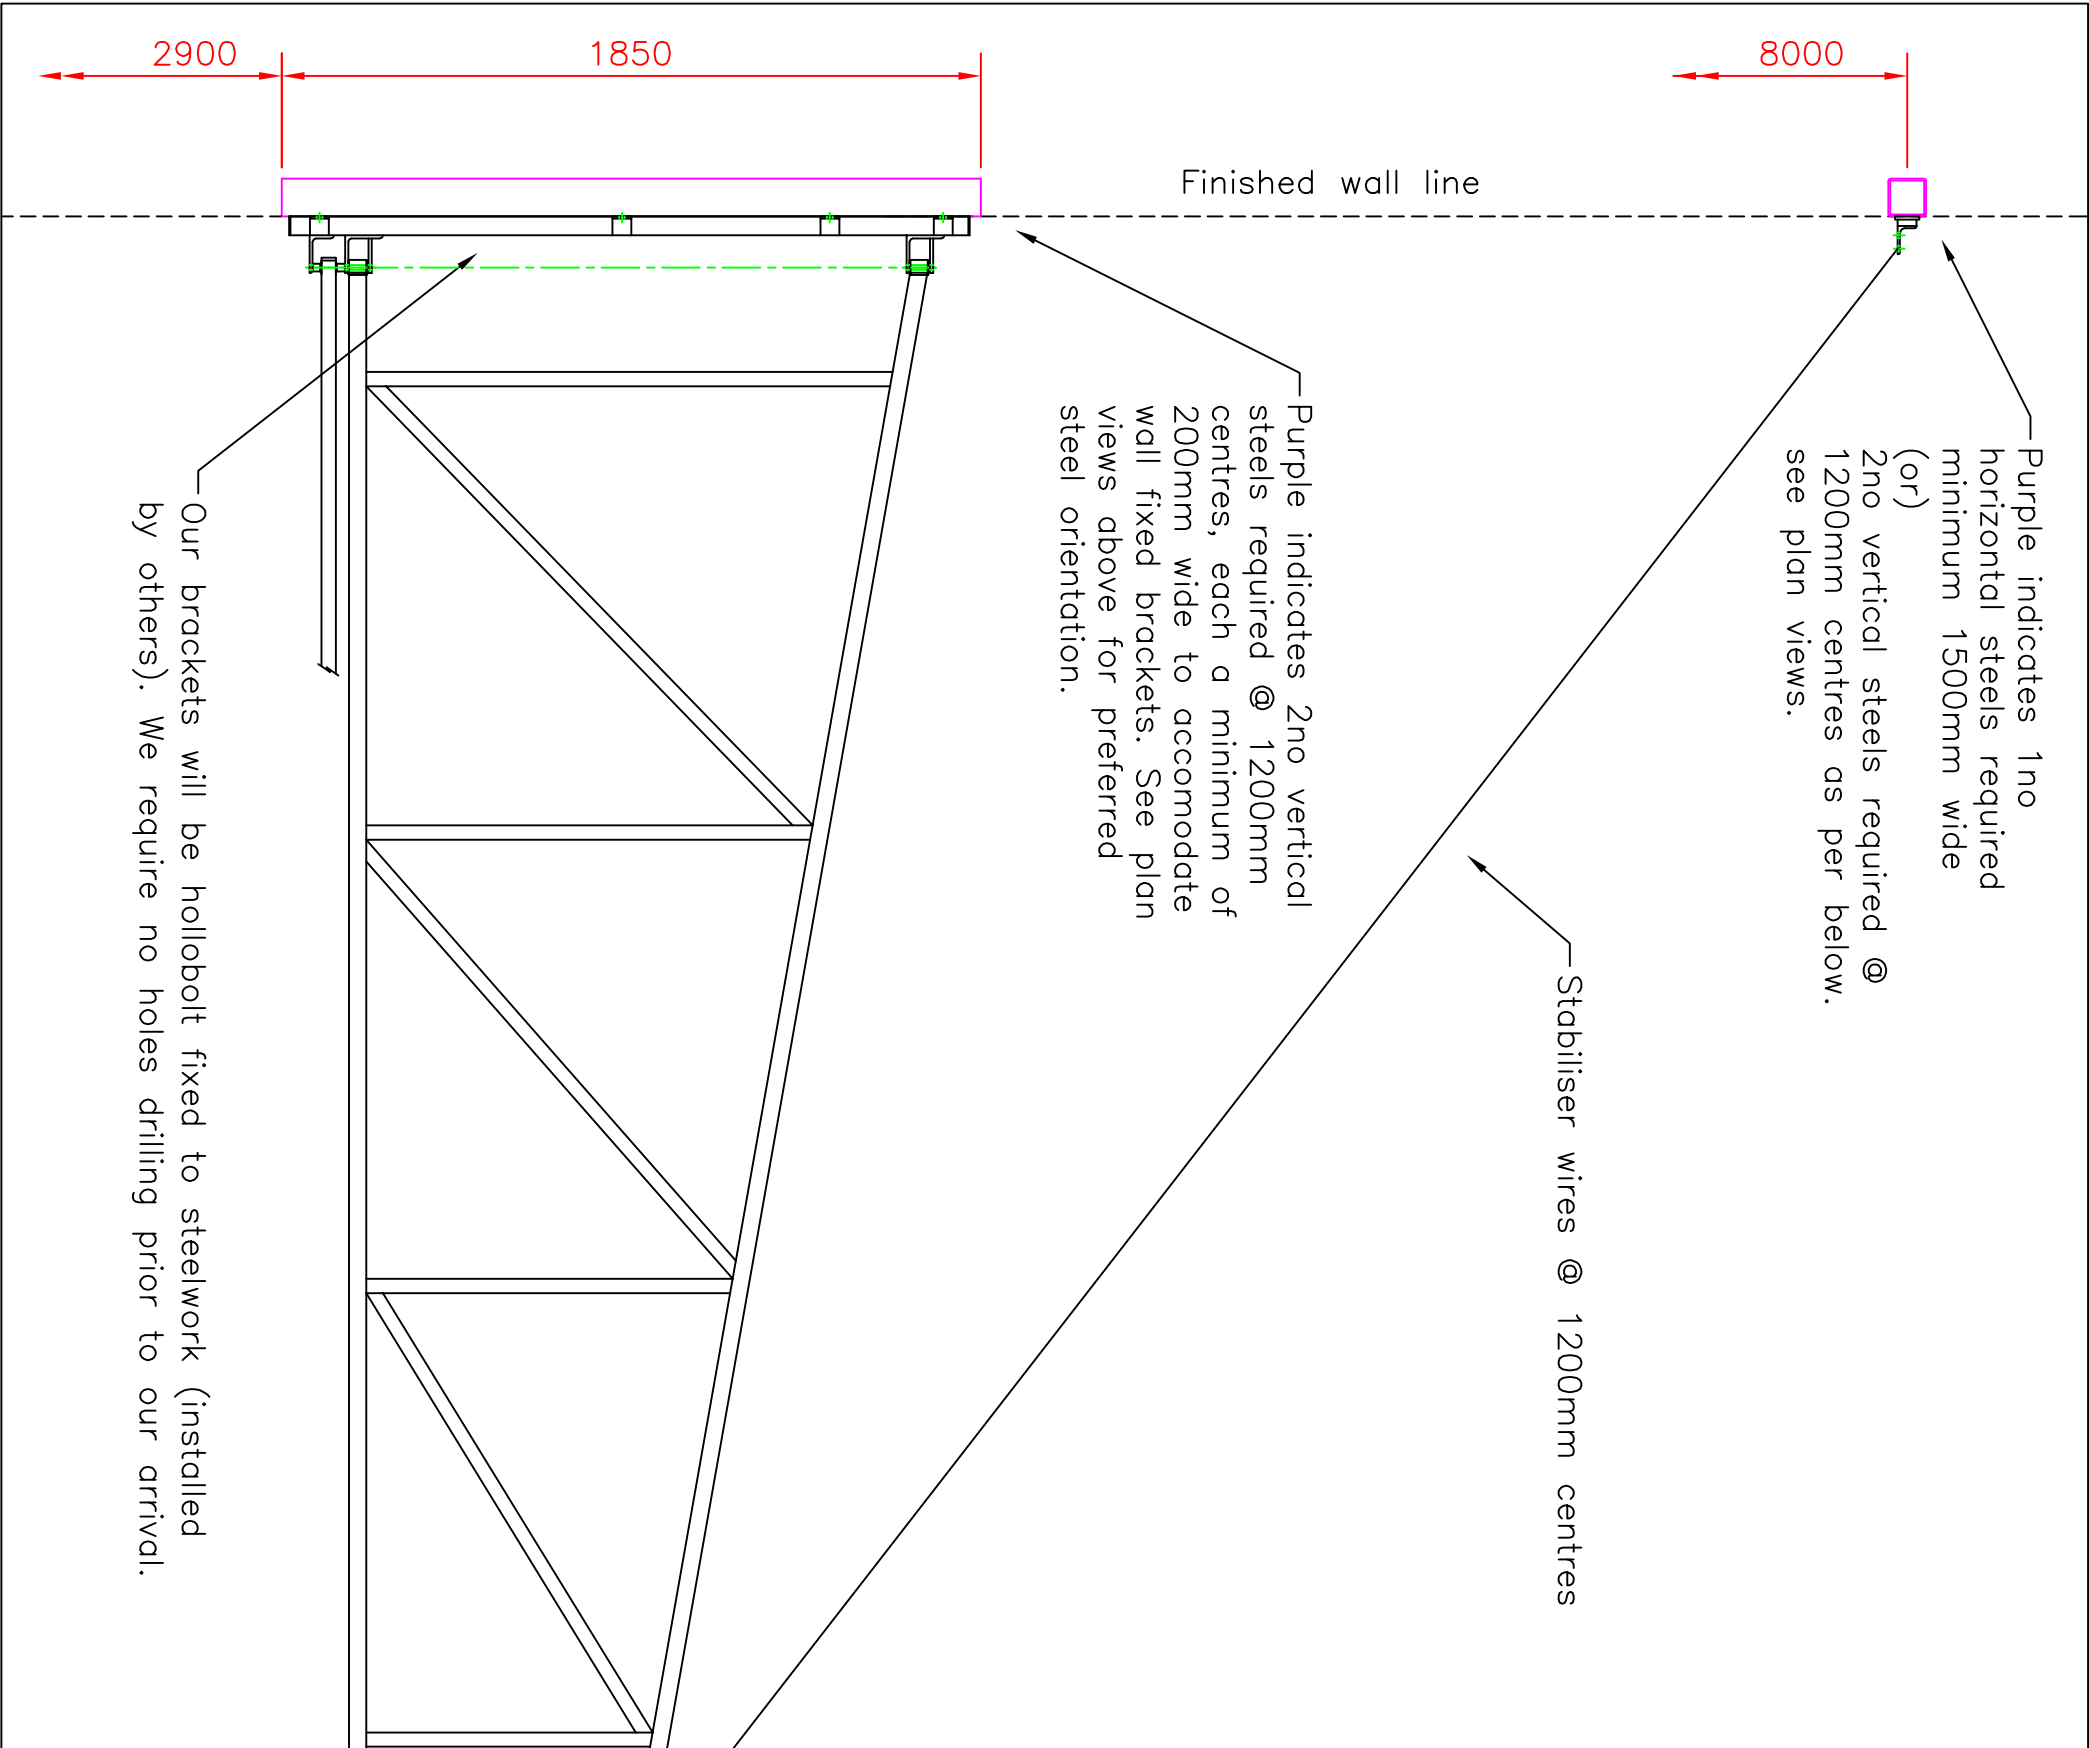 2900
1850
8000
Finished wall line
Purple indicates 1no
horizontal steels required
minimum 1500mm wide
(or)
2no vertical steels required @
1200mm centres as per below.
see plan views.
Purple indicates 2no vertical
steels required @ 1200mm
centres, each a minimum of
200mm wide to accomodate
wall fixed brackets. See plan
views above for preferred
steel orientation.
Stabiliser wires @ 1200mm centres
Our brackets will be hollobolt fixed to steelwork (installed
by others). We require no holes drilling prior to our arrival.